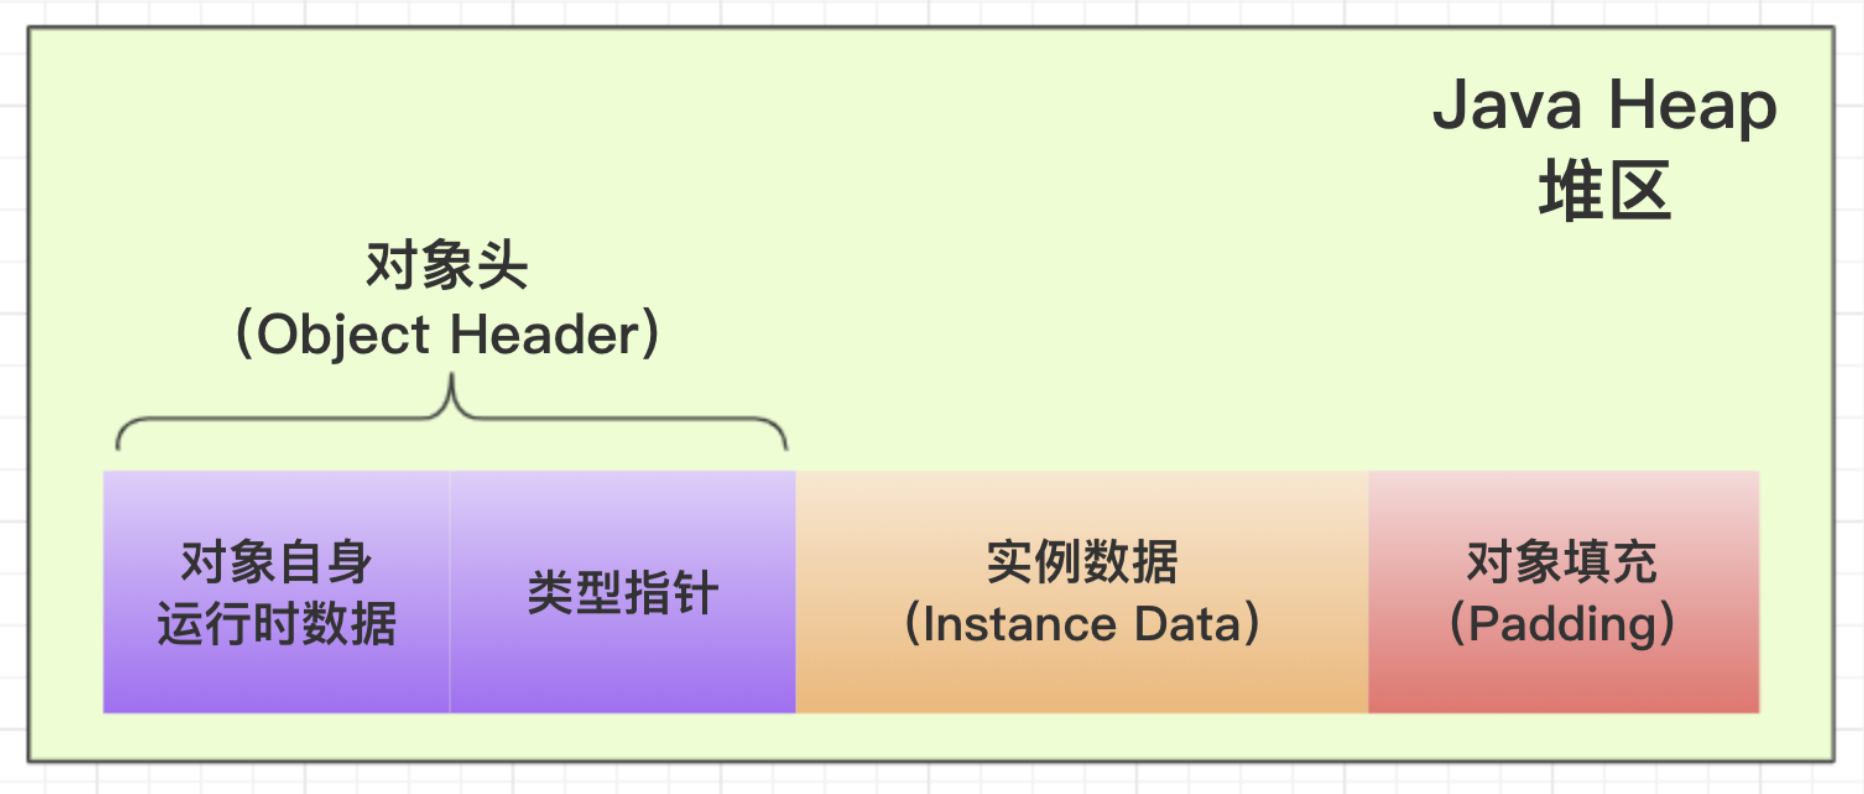 Java Heap
堆区
对象头
(Object Header)
对象自身
运行时数据
类型指针
实例数据
(Instance Data)
对象填充
(Padding)